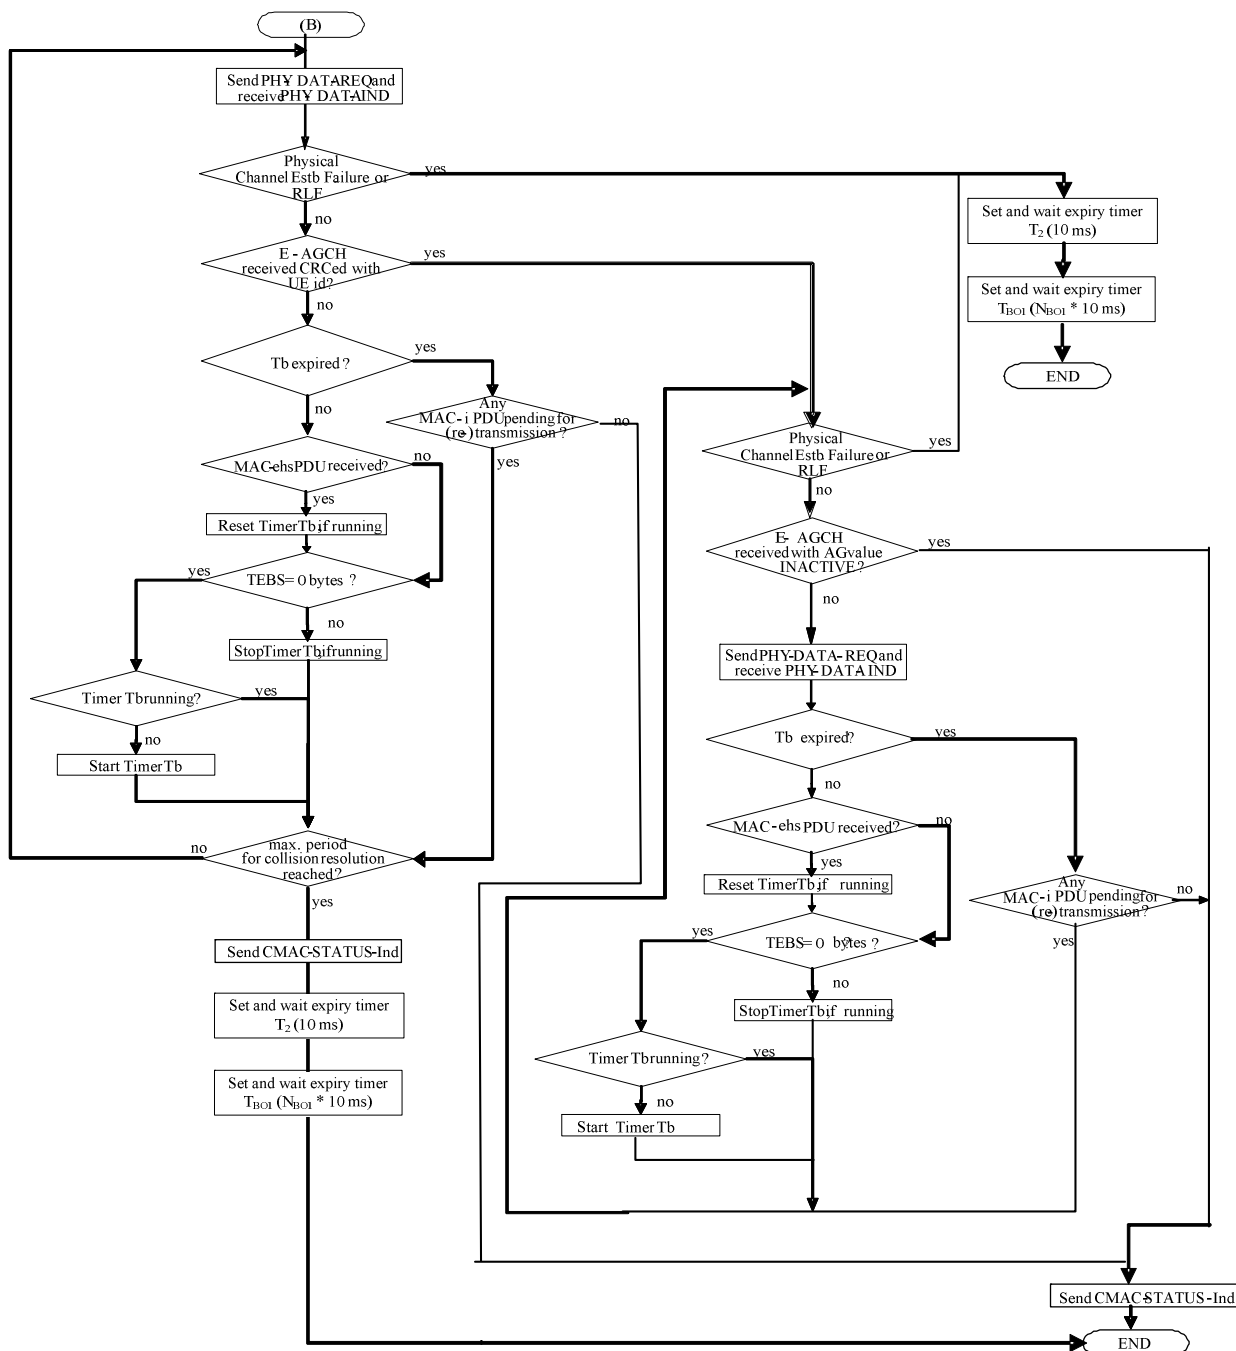 (B)
Send PHY- DATA-REQ and
receive PHY- DATA-IND
Physical
Channel Estb Failure or
RLF
yes
no
Set and wait expiry timer
T2 (10 ms)
E - AGCH
received CRCed with
UE id?
yes
no
Set and wait expiry timer
TBO1 (NBO1 * 10 ms)
END
Tb expired ?
yes
no
Any
MAC- i PDU pending for
(re-) transmission ?
no
yes
Physical
Channel Estb Failure or
RLF
yes
no
MAC-ehs PDU received?
no
yes
Reset Timer Tb, if running
E- AGCH
received with AG value
INACTIVE ?
yes
no
TEBS = 0 bytes ?
yes
no
Stop Timer Tb, if running
Send PHY-DATA-REQ and
receive PHY-DATA-IND
Timer Tb running?
yes
no
Start Timer Tb
Tb expired?
yes
no
MAC-ehs PDU received?
no
yes
max. period
for collision resolution
reached ?
no
yes
Reset Timer Tb, if running
Any
MAC- i PDU pending for
(re-) transmission ?
no
yes
Send CMAC-STATUS-Ind
TEBS = 0 bytes ?
yes
no
Stop Timer Tb, if running
Set and wait expiry timer
T2 (10 ms)
Timer Tb running?
yes
no
Start Timer Tb
Set and wait expiry timer
TBO1 (NBO1 * 10 ms)
Send CMAC-STATUS-Ind
END